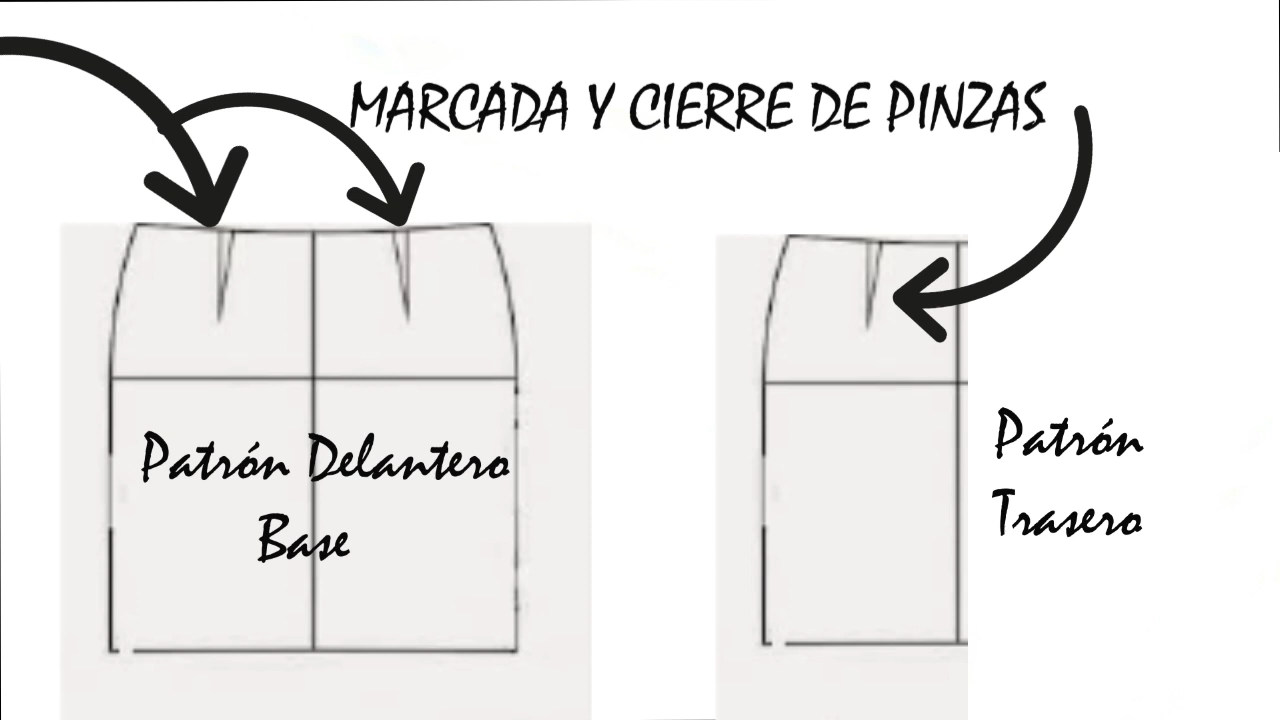 MARCADA Y CIERRE DE PINZAS
Patrón Delantero
Base
Patrón
Trasero